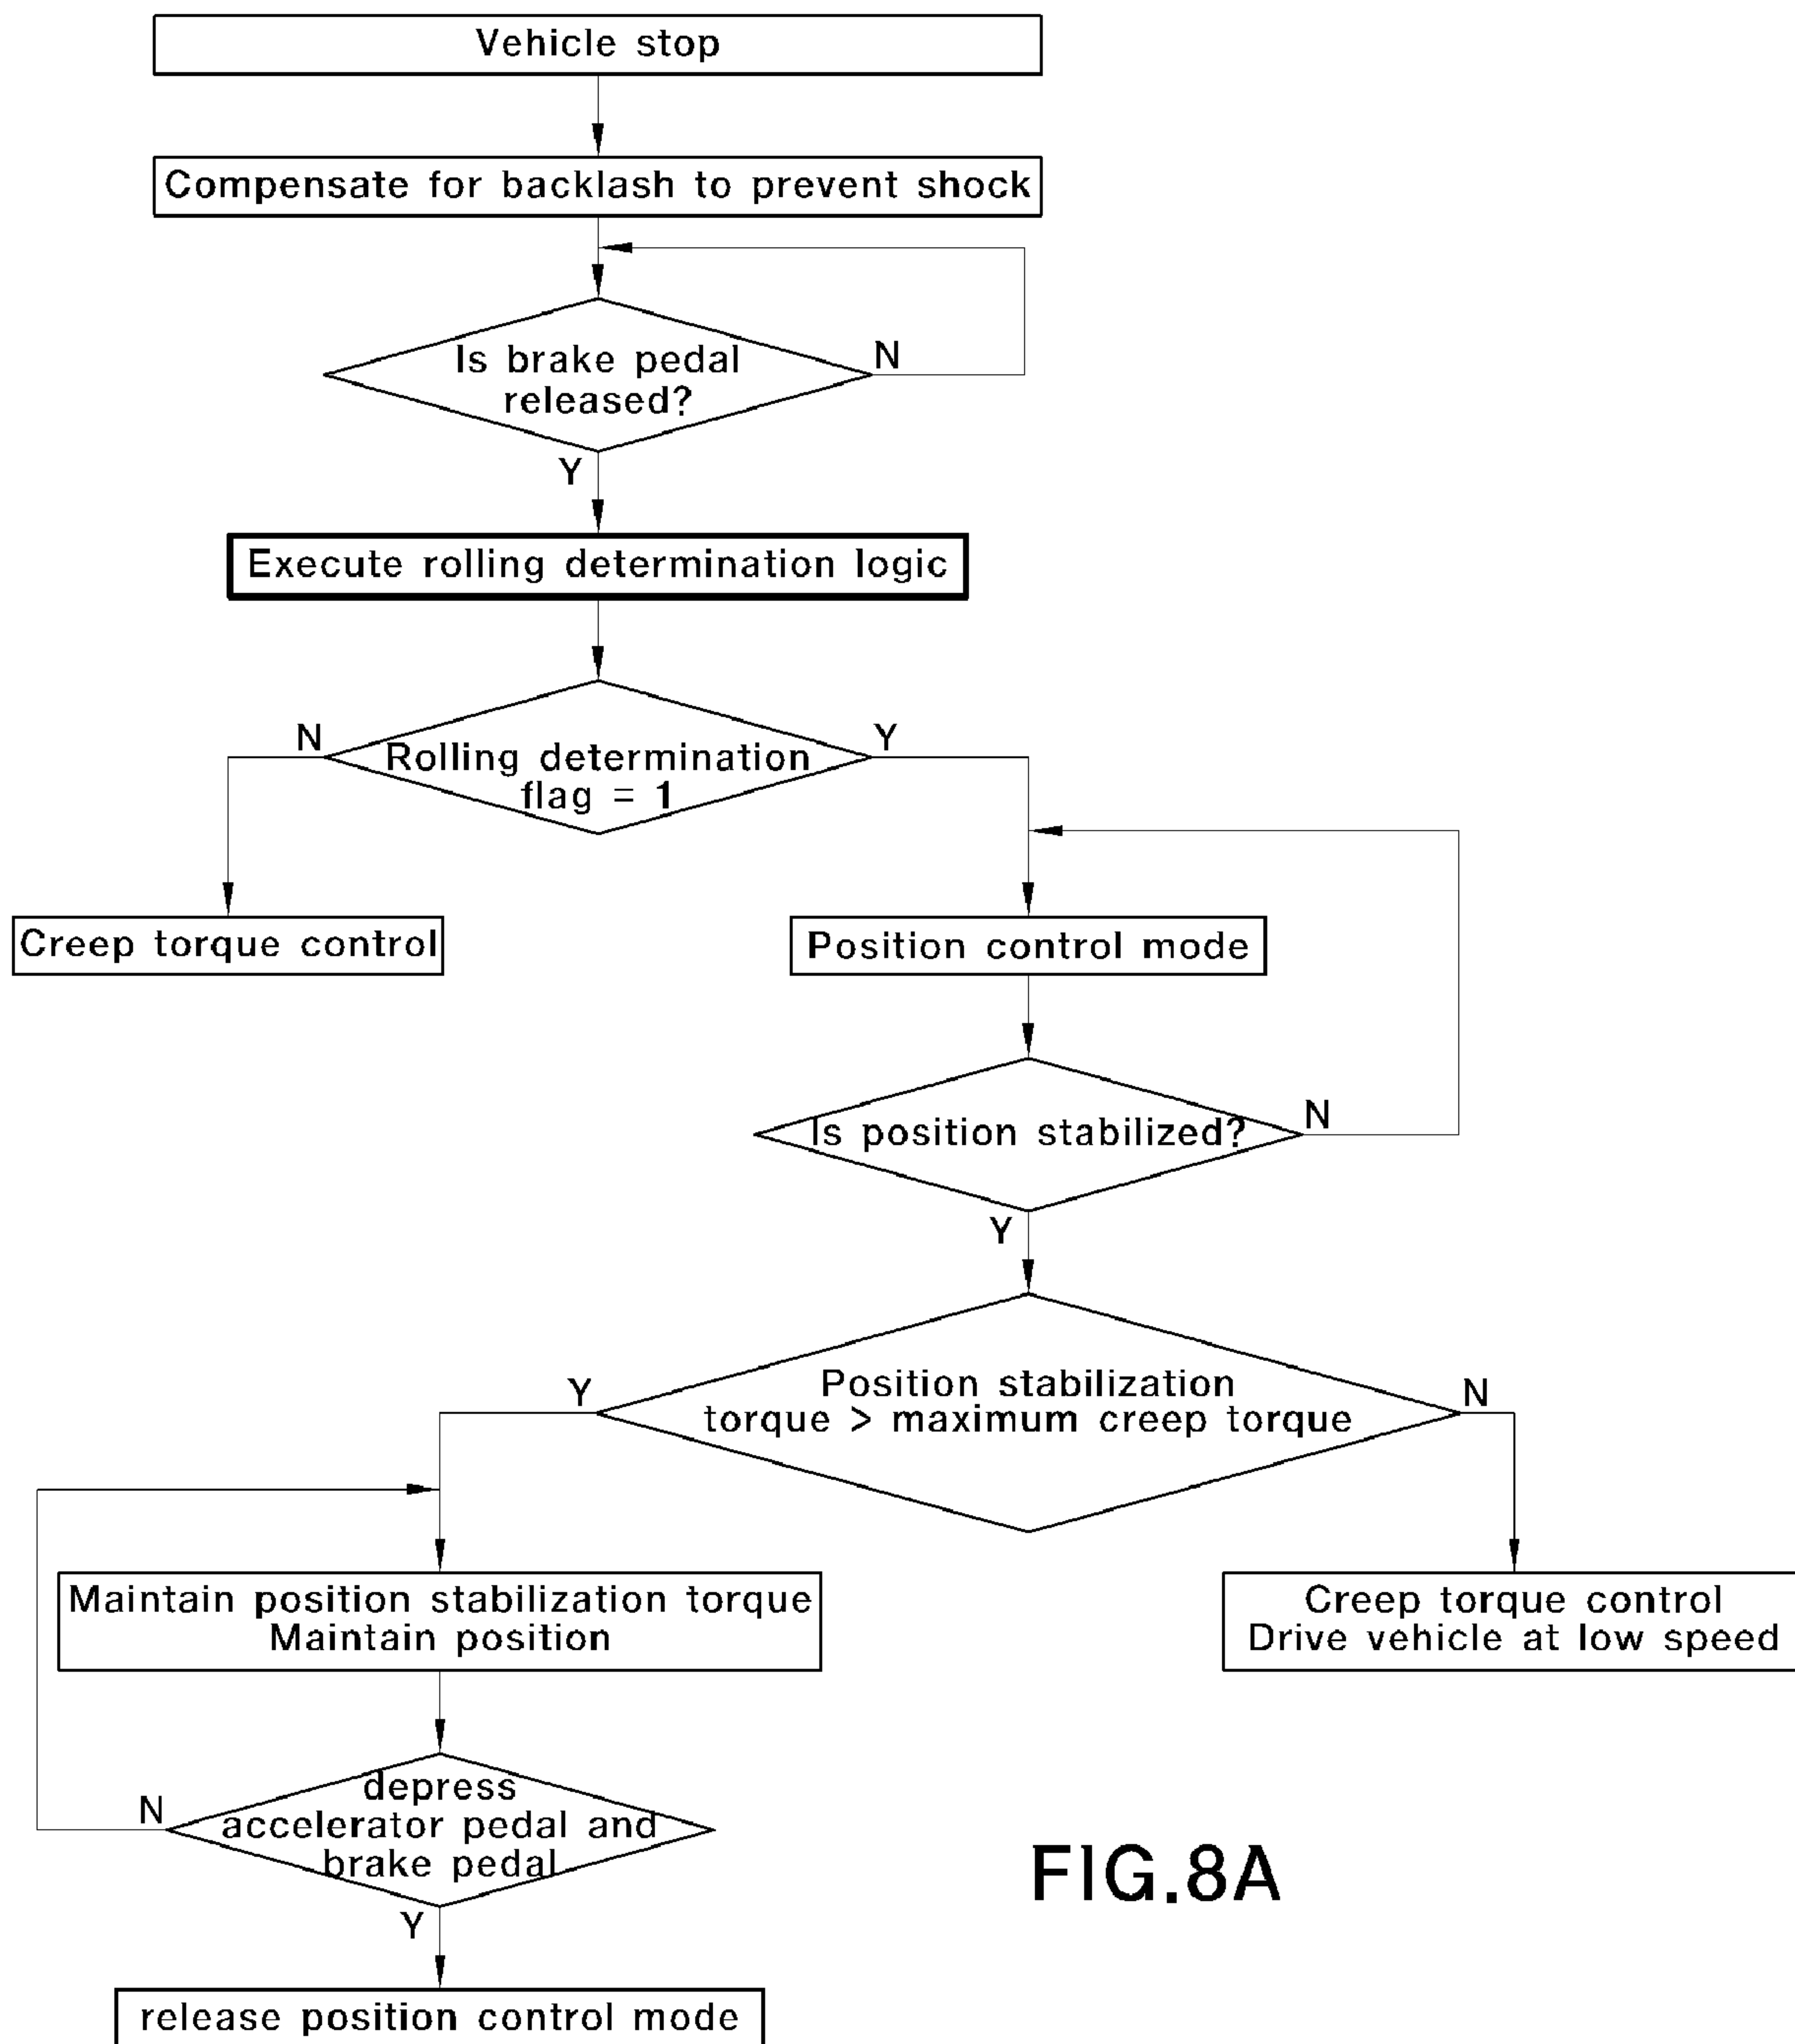 Vehicle stop
Compensate for backlash to prevent shock
Is brake pedal
released?
N
Y
Execute rolling determination logic
N
Y
Rolling determination
flag = 1
Creep torque control
Position control mode
Is position stabilized?
N
Y
Position stabilization
torque > maximum creep torque
Y
N
Maintain position stabilization torque
Maintain position
Creep torque control
Drive vehicle at low speed
depress
accelerator pedal and
brake pedal
N
Y
release position control mode
FIG.8A